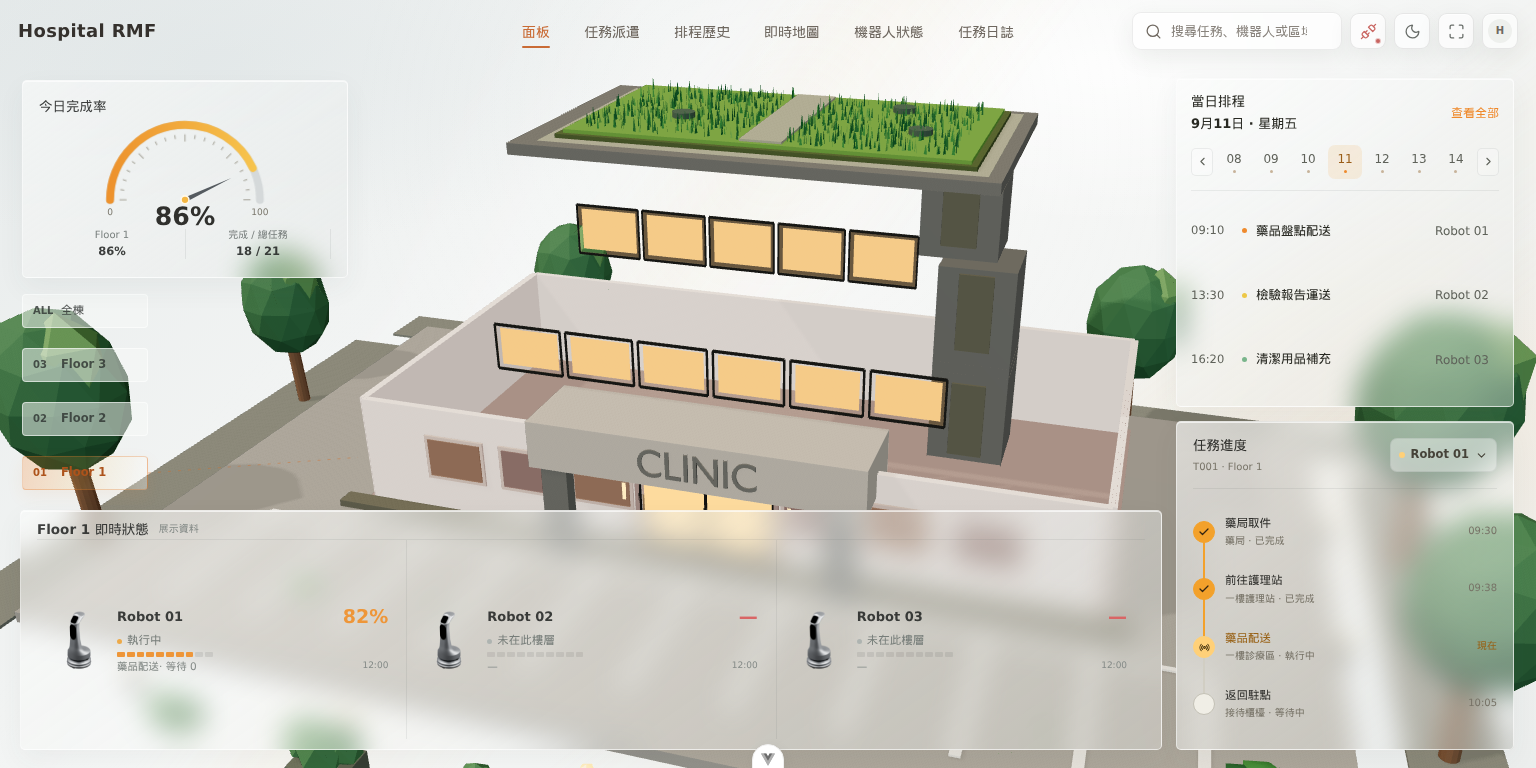 Hospital RMF
面板
任務派遣
排程歷史
即時地圖
機器人狀態
任務日誌
搜尋任務、機器人或區
H
今日完成率
0
100
86%
Floor 1
86%
完成 / 總任務
18 / 21
ALL 全棟
03 Floor 3
02 Floor 2
01 Floor 1
CLINIC
當日排程
9月11日・星期五
查看全部
08 09 10 11 12 13 14
09:10 藥品盤點配送 Robot 01
13:30 檢驗報告運送 Robot 02
16:20 清潔用品補充 Robot 03
任務進度
T001 · Floor 1
Robot 01
藥局取件
藥局 · 已完成
09:30
前往護理站
一樓護理站 · 已完成
09:38
藥品配送
一樓診療區 · 執行中
現在
返回駐點
接待櫃檯 · 等待中
10:05
Floor 1 即時狀態 展示資料
Robot 01
82%
執行中
藥品配送· 等待 0
12:00
Robot 02
—
未在此樓層
—
12:00
Robot 03
—
未在此樓層
—
12:00